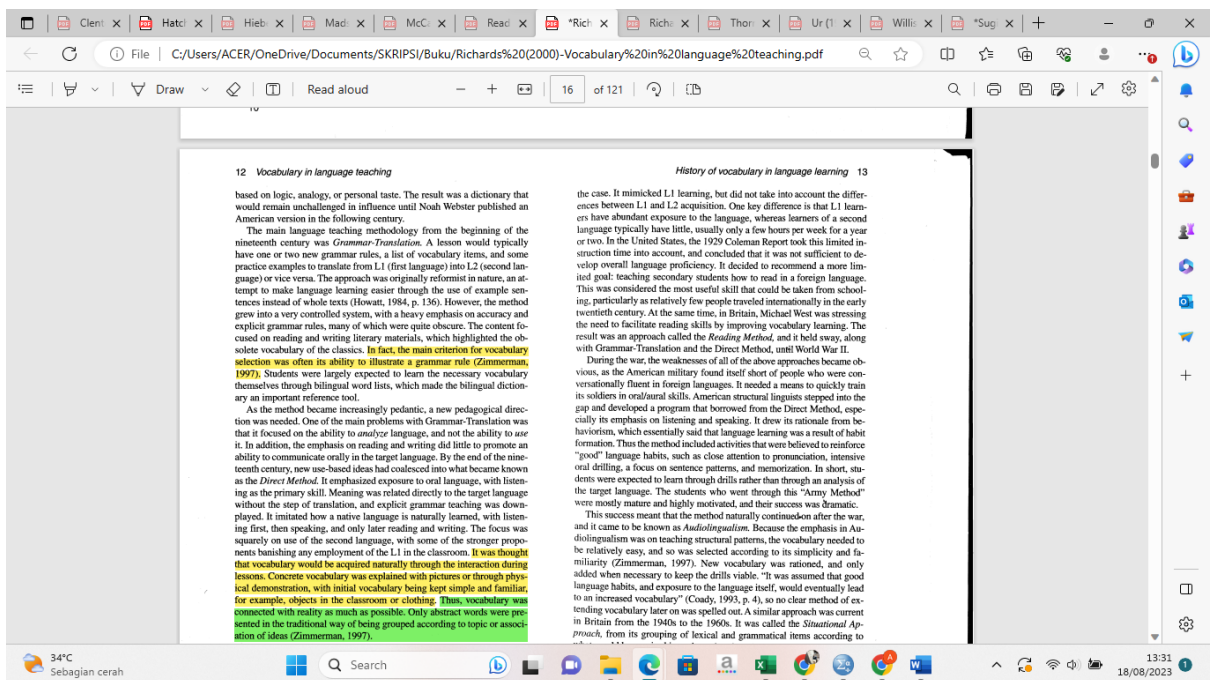 Clent
Hatch
Hiebe
Mads
McCa
Read
*Rich
Richa
Thorn
Ur (1
Willis
*Sug
File
C:/Users/ACER/OneDrive/Documents/SKRIPSI/Buku/Richards%20(2000)-Vocabulary%20in%20language%20teaching.pdf
Draw
Read aloud
16
of 121
12 Vocabulary in language teaching
based on logic, analogy, or personal taste. The result was a dictionary that
would remain unchallenged in influence until Noah Webster published an
American version in the following century.
The main language teaching methodology from the beginning of the
nineteenth century was Grammar-Translation. A lesson would typically
have one or two new grammar rules, a list of vocabulary items, and some
practice examples to translate from L1 (first language) into L2 (second lan-
guage) or vice versa. The approach was originally reformist in nature, an at-
tempt to make language learning easier through the use of example sen-
tences instead of whole texts (Howatt, 1984, p. 136). However, the method
grew into a very controlled system, with a heavy emphasis on accuracy and
explicit grammar rules, many of which were quite obscure. The content fo-
cused on reading and writing literary materials, which highlighted the ob-
solete vocabulary of the classics. In fact, the main criterion for vocabulary
selection was often its ability to illustrate a grammar rule (Zimmerman,
1997). Students were largely expected to learn the necessary vocabulary
themselves through bilingual word lists, which made the bilingual diction-
ary an important reference tool.
As the method became increasingly pedantic, a new pedagogical direc-
tion was needed. One of the main problems with Grammar-Translation was
that it focused on the ability to analyze language, and not the ability to use
it. In addition, the emphasis on reading and writing did little to promote an
ability to communicate orally in the target language. By the end of the nine-
teenth century, new use-based ideas had coalesced into what became known
as the Direct Method. It emphasized exposure to oral language, with listen-
ing as the primary skill. Meaning was related directly to the target language
without the step of translation, and explicit grammar teaching was down-
played. It imitated how a native language is naturally learned, with listen-
ing first, then speaking, and only later reading and writing. The focus was
squarely on use of the second language, with some of the stronger propo-
nents banishing any employment of the L1 in the classroom. It was thought
that vocabulary would be acquired naturally through the interaction during
lessons. Concrete vocabulary was explained with pictures or through phys-
ical demonstration, with initial vocabulary being kept simple and familiar,
for example, objects in the classroom or clothing. Thus, vocabulary was
connected with reality as much as possible. Only abstract words were pre-
sented in the traditional way of being grouped according to topic or associ-
ation of ideas (Zimmerman, 1997).
History of vocabulary in language learning 13
the case. It mimicked L1 learning, but did not take into account the differ-
ences between L1 and L2 acquisition. One key difference is that L1 learn-
ers have abundant exposure to the language, whereas learners of a second
language typically have little, usually only a few hours per week for a year
or two. In the United States, the 1929 Coleman Report took this limited in-
struction time into account, and concluded that it was not sufficient to de-
velop overall language proficiency. It decided to recommend a more lim-
ited goal: teaching secondary students how to read in a foreign language.
This was considered the most useful skill that could be taken from school-
ing, particularly as relatively few people traveled internationally in the early
twentieth century. At the same time, in Britain, Michael West was stressing
the need to facilitate reading skills by improving vocabulary learning. The
result was an approach called the Reading Method, and it held sway, along
with Grammar-Translation and the Direct Method, until World War II.
During the war, the weaknesses of all of the above approaches became ob-
vious, as the American military found itself short of people who were con-
versationally fluent in foreign languages. It needed a means to quickly train
its soldiers in oral/aural skills. American structural linguists stepped into the
gap and developed a program that borrowed from the Direct Method, espe-
cially its emphasis on listening and speaking. It drew its rationale from be-
haviorism, which essentially said that language learning was a result of habit
formation. Thus the method included activities that were believed to reinforce
"good" language habits, such as close attention to pronunciation, intensive
oral drilling, a focus on sentence patterns, and memorization. In short, stu-
dents were expected to learn through drills rather than through an analysis of
the target language. The students who went through this "Army Method"
were mostly mature and highly motivated, and their success was dramatic.
This success meant that the method naturally continued on after the war,
and it came to be known as Audiolingualism. Because the emphasis in Au-
diolingualism was on teaching structural patterns, the vocabulary needed to
be relatively easy, and so was selected according to its simplicity and fa-
miliarity (Zimmerman, 1997). New vocabulary was rationed, and only
added when necessary to keep the drills viable. "It was assumed that good
language habits, and exposure to the language itself, would eventually lead
to an increased vocabulary" (Coady, 1993, p. 4), so no clear method of ex-
tending vocabulary later on was spelled out. A similar approach was current
in Britain from the 1940s to the 1960s. It was called the Situational Ap-
proach, from its grouping of lexical and grammatical items according to
34°C
Sebagian cerah
Search
13:31
18/08/2023